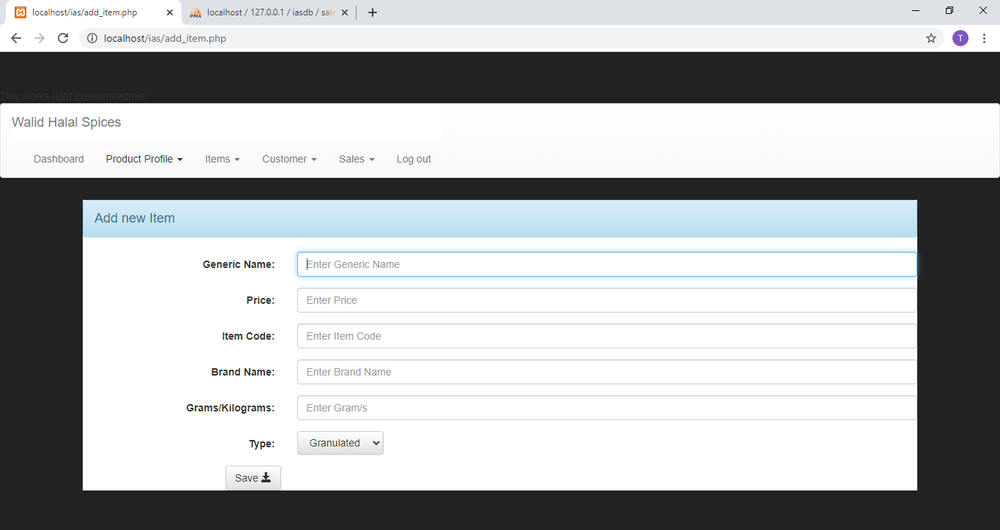 localhost/ias/add_item.php
localhost / 127.0.0.1 / iasdb / sale
localhost/ias/add_item.php
T
This works right Welcomeadmin
Walid Halal Spices
Dashboard Product Profile Items Customer Sales Log out
Add new Item
Generic Name: Enter Generic Name
Price: Enter Price
Item Code: Enter Item Code
Brand Name: Enter Brand Name
Grams/Kilograms: Enter Gram/s
Type: Granulated
Save